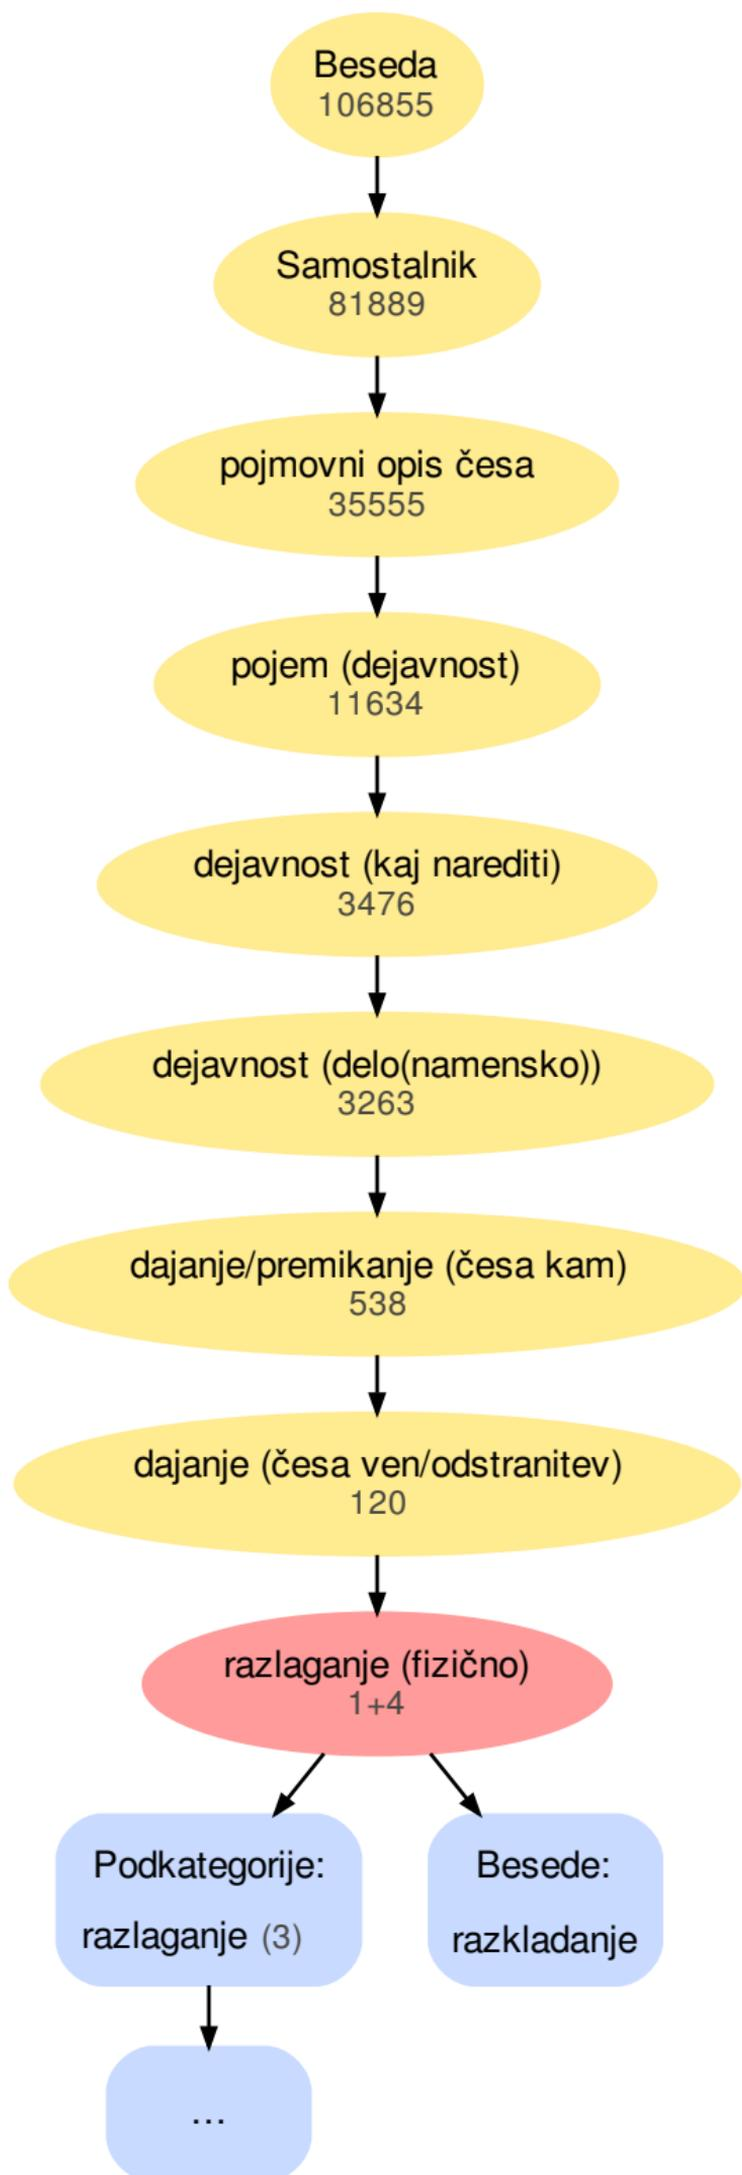 Beseda
106855
Samostalnik
81889
pojmovni opis česa
35555
pojem (dejavnost)
11634
dejavnost (kaj narediti)
3476
dejavnost (delo(namensko))
3263
dajanje/premikanje (česa kam)
538
dajanje (česa ven/odstranitev)
120
razlaganje (fizično)
1+4
Podkategorije:
razlaganje (3)
Besede:
razkladanje
...